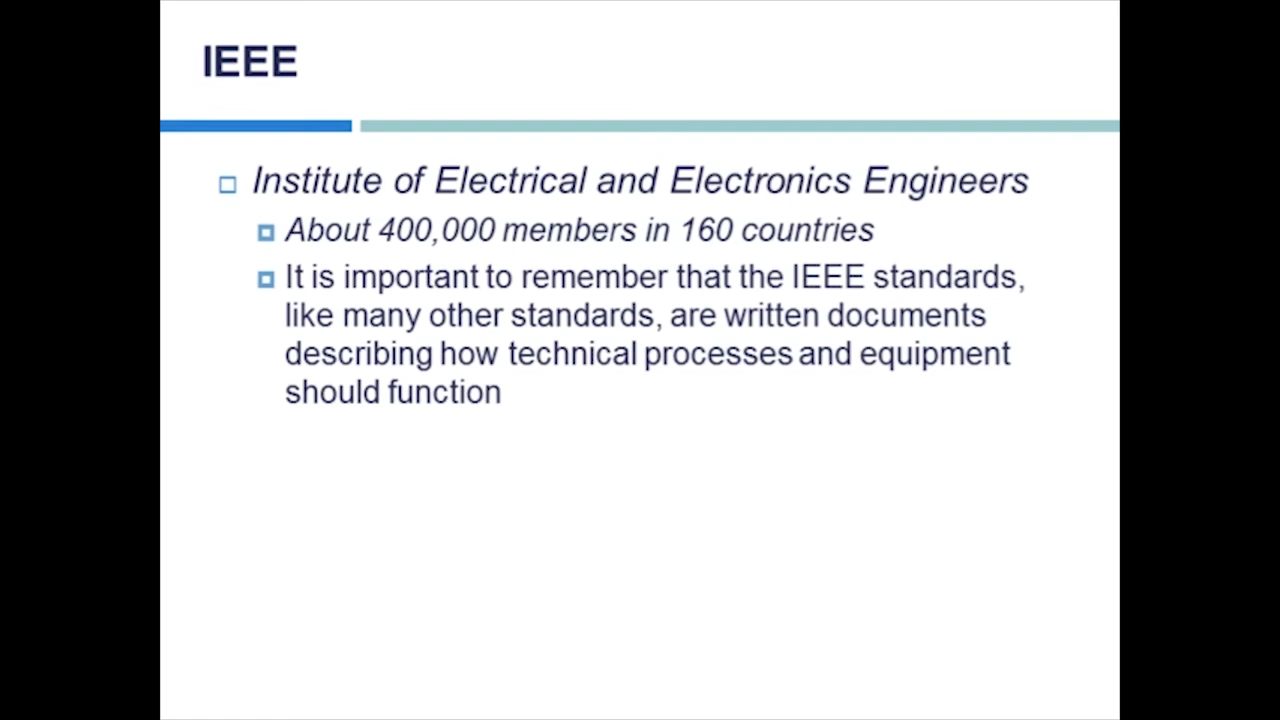 IEEE
Institute of Electrical and Electronics Engineers
About 400,000 members in 160 countries
It is important to remember that the IEEE standards,
like many other standards, are written documents
describing how technical processes and equipment
should function